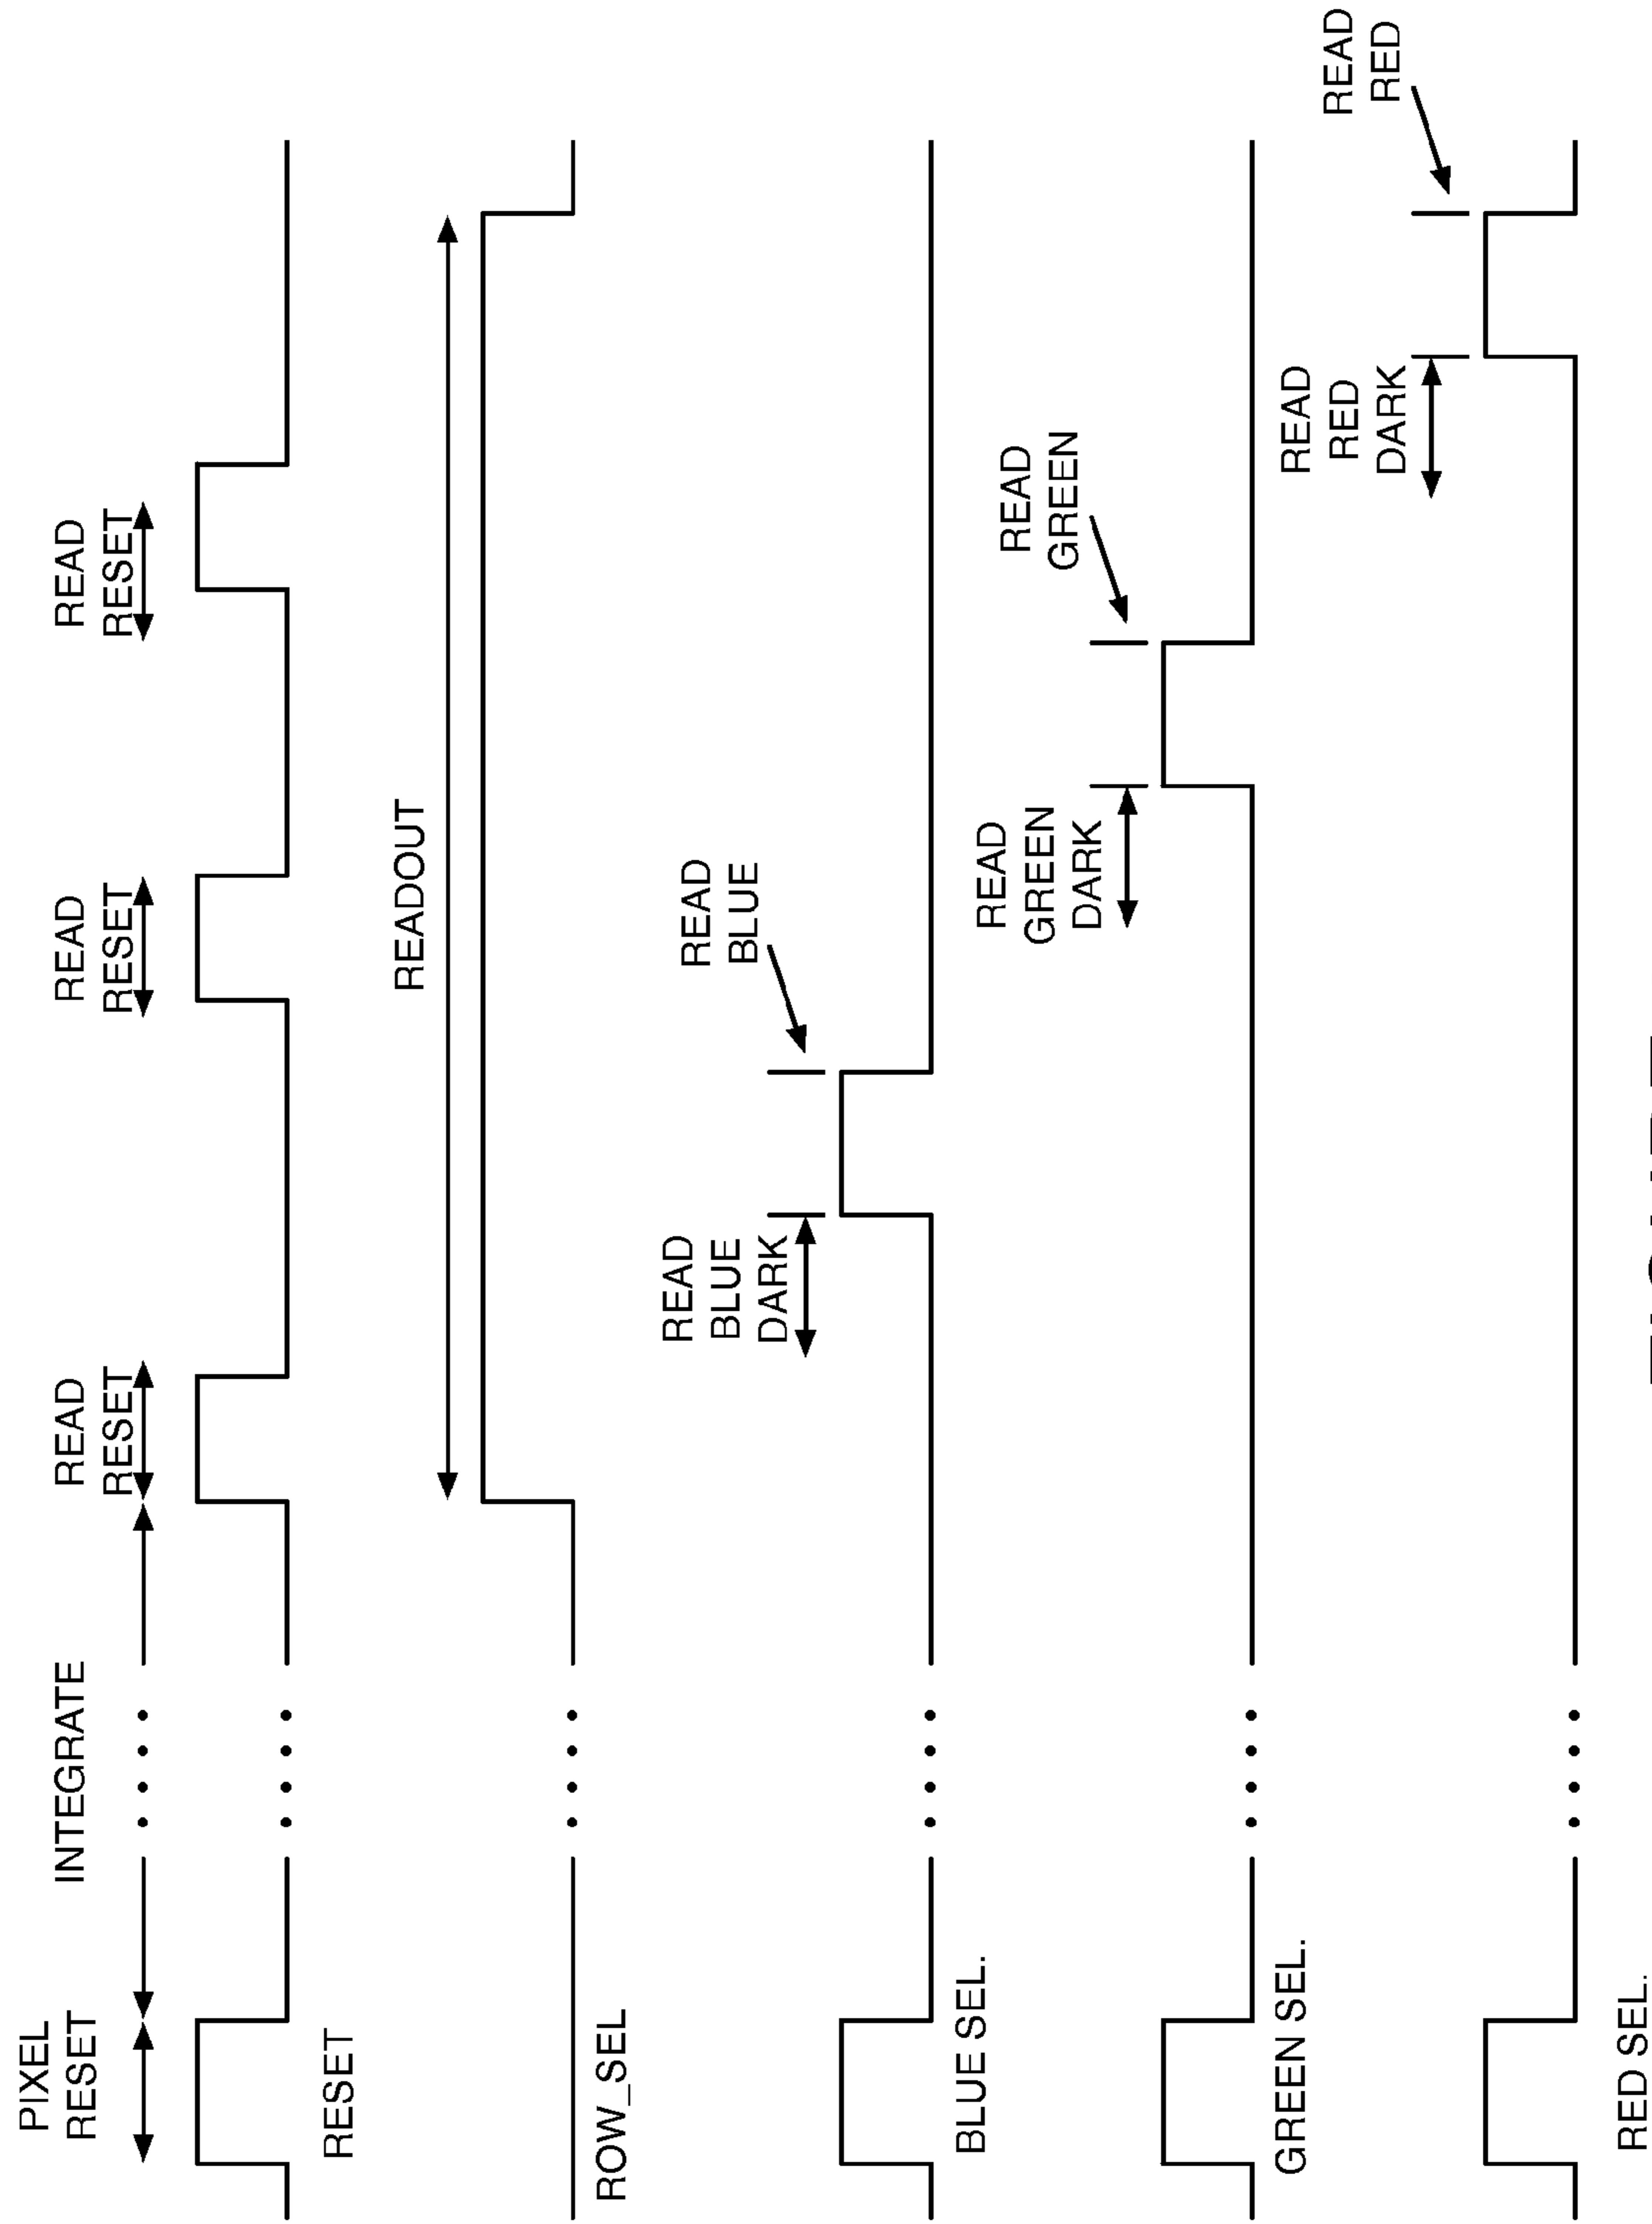 PIXEL
RESET
INTEGRATE
READ
RESET
READ
RESET
READ
RESET
RESET
READOUT
ROW_SEL
READ
BLUE
DARK
READ
BLUE
BLUE SEL.
READ
GREEN
DARK
READ
GREEN
GREEN SEL.
READ
RED
DARK
READ
RED
RED SEL.